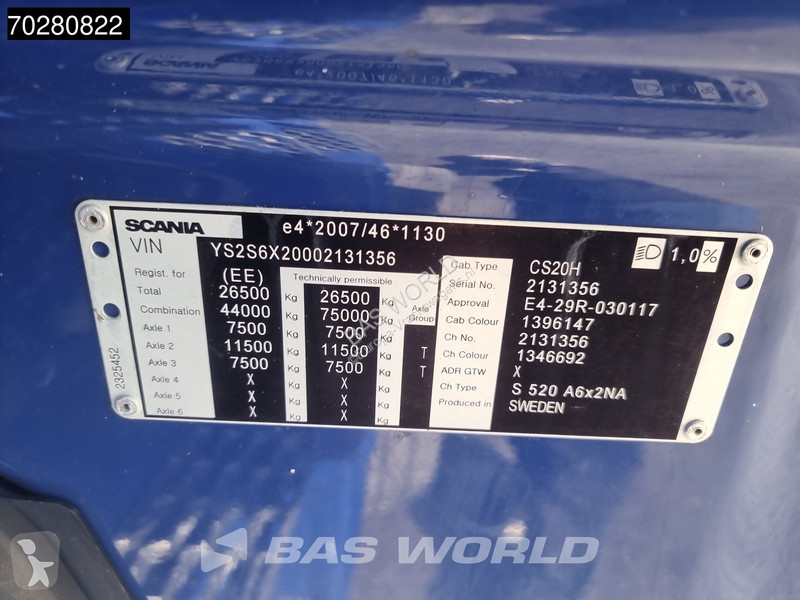 70280822
SCANIA
e4*2007/46*1130
1,0%
VIN YS2S6X20002131356
Regist. for (EE) Technically permissible
Total 26500 Kg 26500 Kg
Combination 44000 Kg 75000 Kg Axle Group
Axle 1 7500 Kg 7500 Kg
Axle 2 11500 Kg 11500 Kg T
Axle 3 7500 Kg 7500 Kg T
Axle 4 X Kg X Kg
Axle 5 X Kg X Kg
Axle 6 X Kg X Kg
Cab Type CS20H
Serial No. 2131356
Approval E4-29R-030117
Cab Colour 1396147
Ch No. 2131356
Ch Colour 1346692
ADR GTW X
Ch Type S 520 A6x2NA
Produced in SWEDEN
2325452
BAS WORLD
BAS WORLD